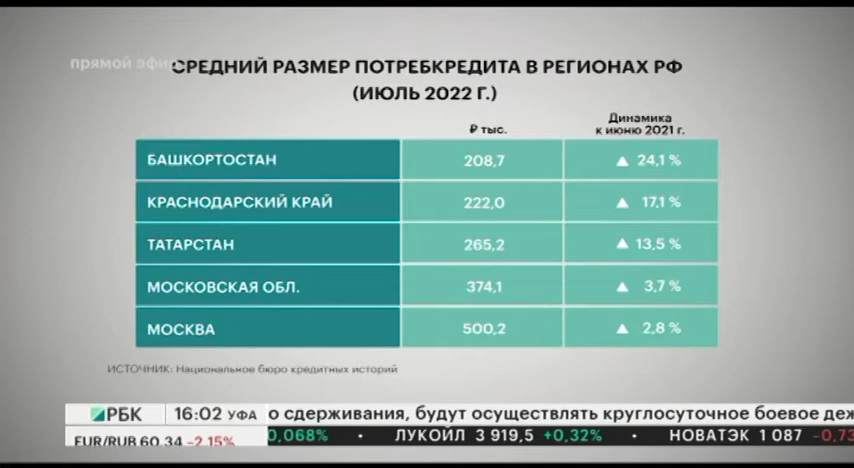 прямой эфир
СРЕДНИЙ РАЗМЕР ПОТРЕБКРЕДИТА В РЕГИОНАХ РФ
(ИЮЛЬ 2022 Г.)
₽ тыс.
Динамика
к июню 2021 г.
БАШКОРТОСТАН 208,7 ▲ 24,1 %
КРАСНОДАРСКИЙ КРАЙ 222,0 ▲ 17,1 %
ТАТАРСТАН 265,2 ▲ 13,5 %
МОСКОВСКАЯ ОБЛ. 374,1 ▲ 3,7 %
МОСКВА 500,2 ▲ 2,8 %
ИСТОЧНИК: Национальное бюро кредитных историй
РБК 16:02 УФА о сдерживания, будут осуществлять круглосуточное боевое деж
EUR/RUB 60,34 -2,15% 0,068% • ЛУКОЙЛ 3 919,5 +0,32% • НОВАТЭК 1 087 -0,73